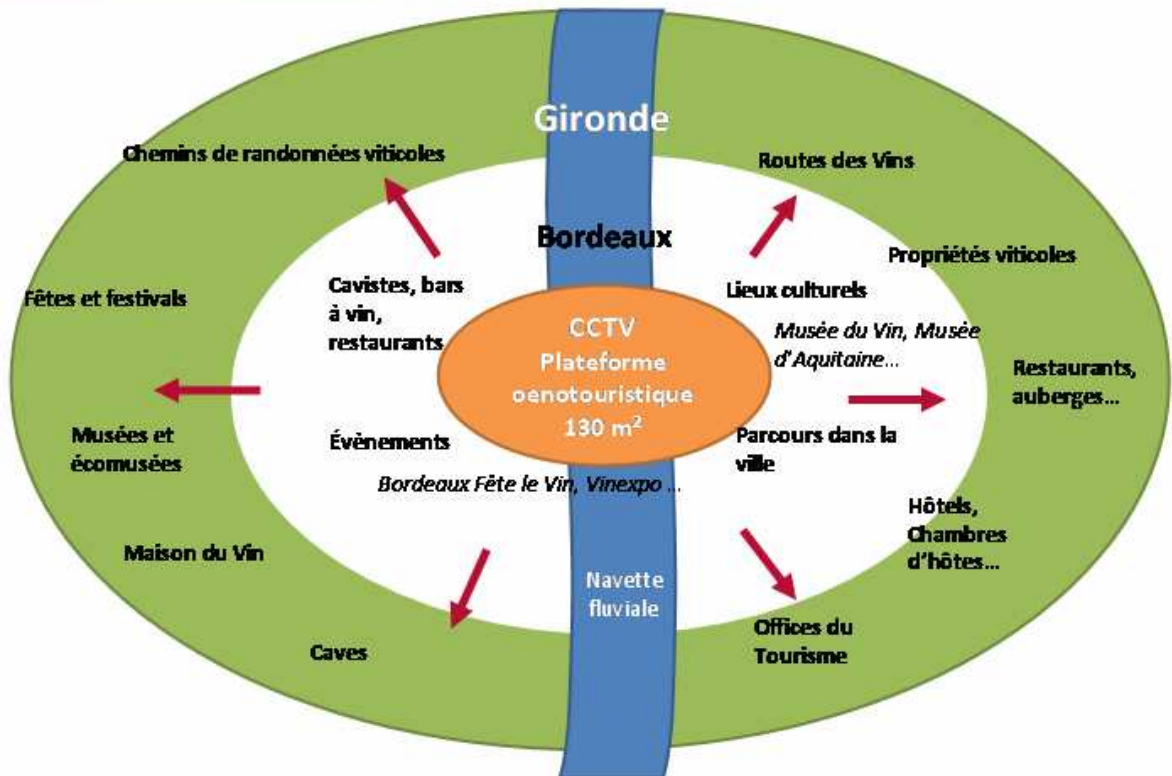 Gironde
Chemins de randonnées viticoles
Routes des Vins
Bordeaux
Propriétés viticoles
Fêtes et festivals
Cavistes, bars
à vin,
restaurants
Lieux culturels
Musée du Vin, Musée
d'Aquitaine...
CCTV
Plateforme
oenotouristique
130 m²
Restaurants,
auberges...
Musées et
écomusées
Évènements
Bordeaux Fête le Vin, Vinexpo ...
Parcours dans la
ville
Hôtels,
Chambres
d'hôtes...
Maison du Vin
Navette
fluviale
Caves
Offices du
Tourisme